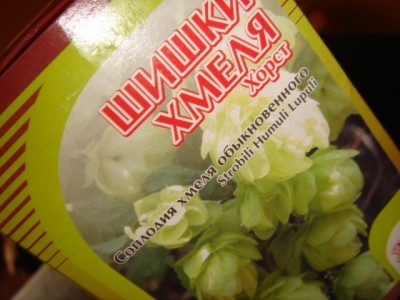 ШИШКИ
ХМЕЛЯ
Хорст
Соплодия хмеля обыкновенного
Strobili Humuli Lupuli